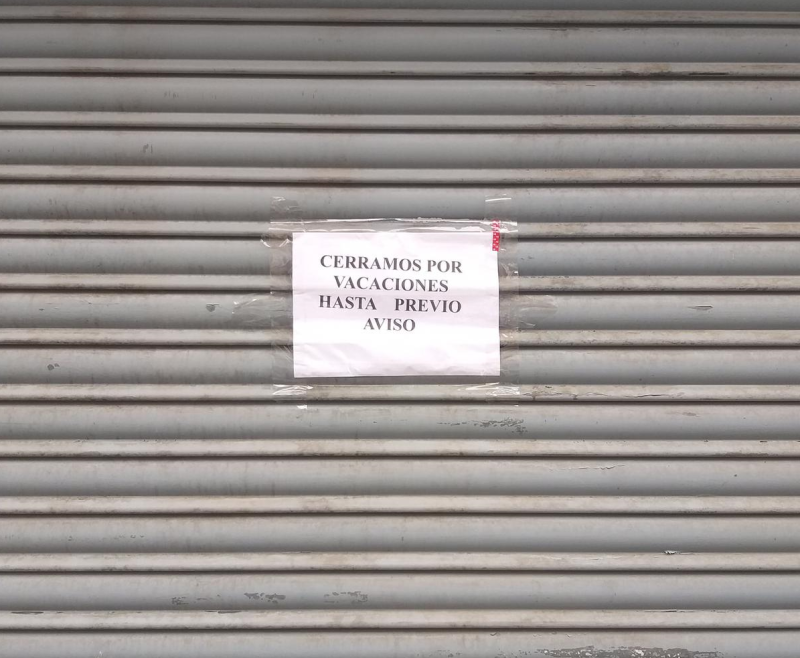 CERRAMOS POR
VACACIONES
HASTA PREVIO
AVISO